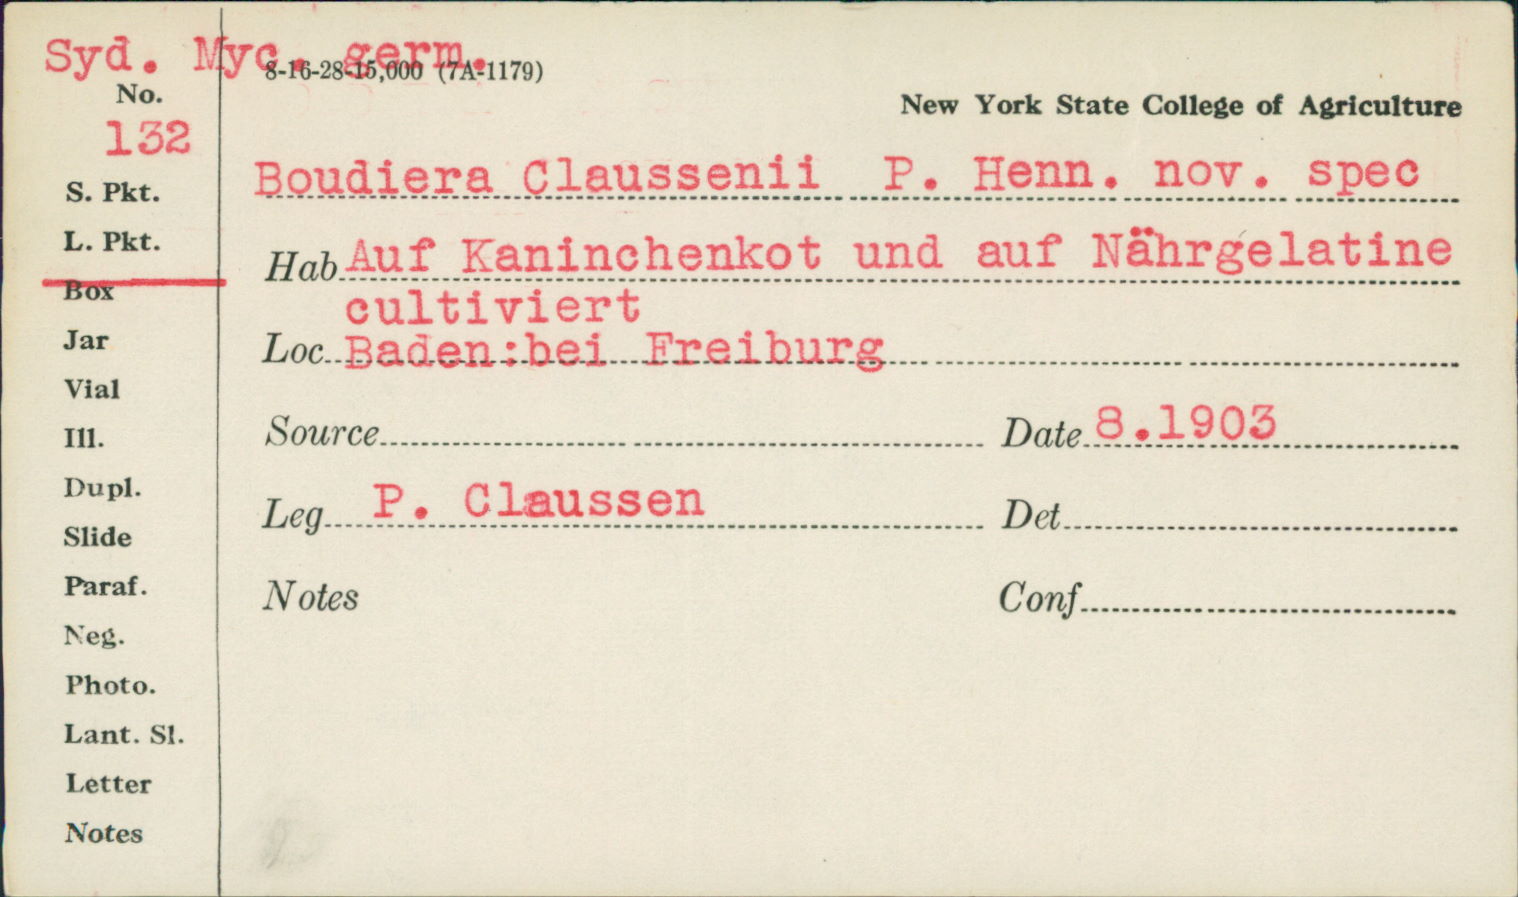 Syd. Myc. germ.
8-16-28-15,000 (7A-1179)
No.
132
New York State College of Agriculture
S. Pkt.
Boudiera Claussenii P. Henn. nov. spec
L. Pkt.
Hab Auf Kaninchenkot und auf Nährgelatine
Box
cultiviert
Jar
Loc Baden:bei Freiburg
Vial
Ill.
Source Date 8.1903
Dupl.
Leg P. Claussen Det
Slide
Paraf.
Notes Conf
Neg.
Photo.
Lant. Sl.
Letter
Notes